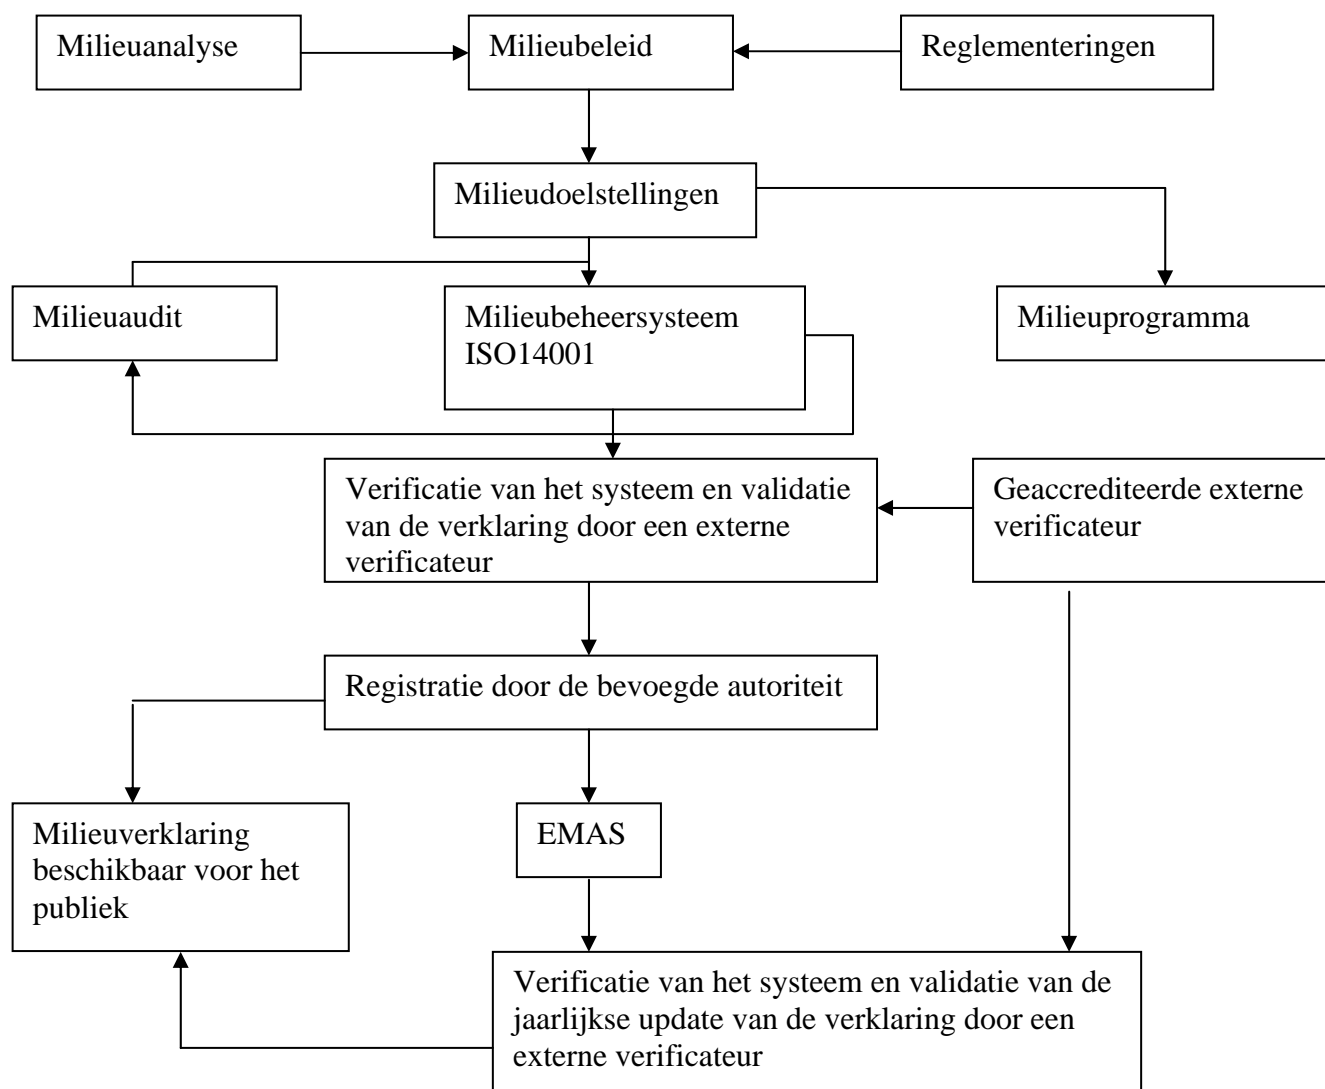 Milieuanalyse
Milieubeleid
Reglementeringen
Milieudoelstellingen
Milieuaudit
Milieubeheersysteem
ISO14001
Milieuprogramma
Verificatie van het systeem en validatie
van de verklaring door een externe
verificateur
Geaccrediteerde externe
verificateur
Registratie door de bevoegde autoriteit
Milieuverklaring
beschikbaar voor het
publiek
EMAS
Verificatie van het systeem en validatie van de
jaarlijkse update van de verklaring door een
externe verificateur